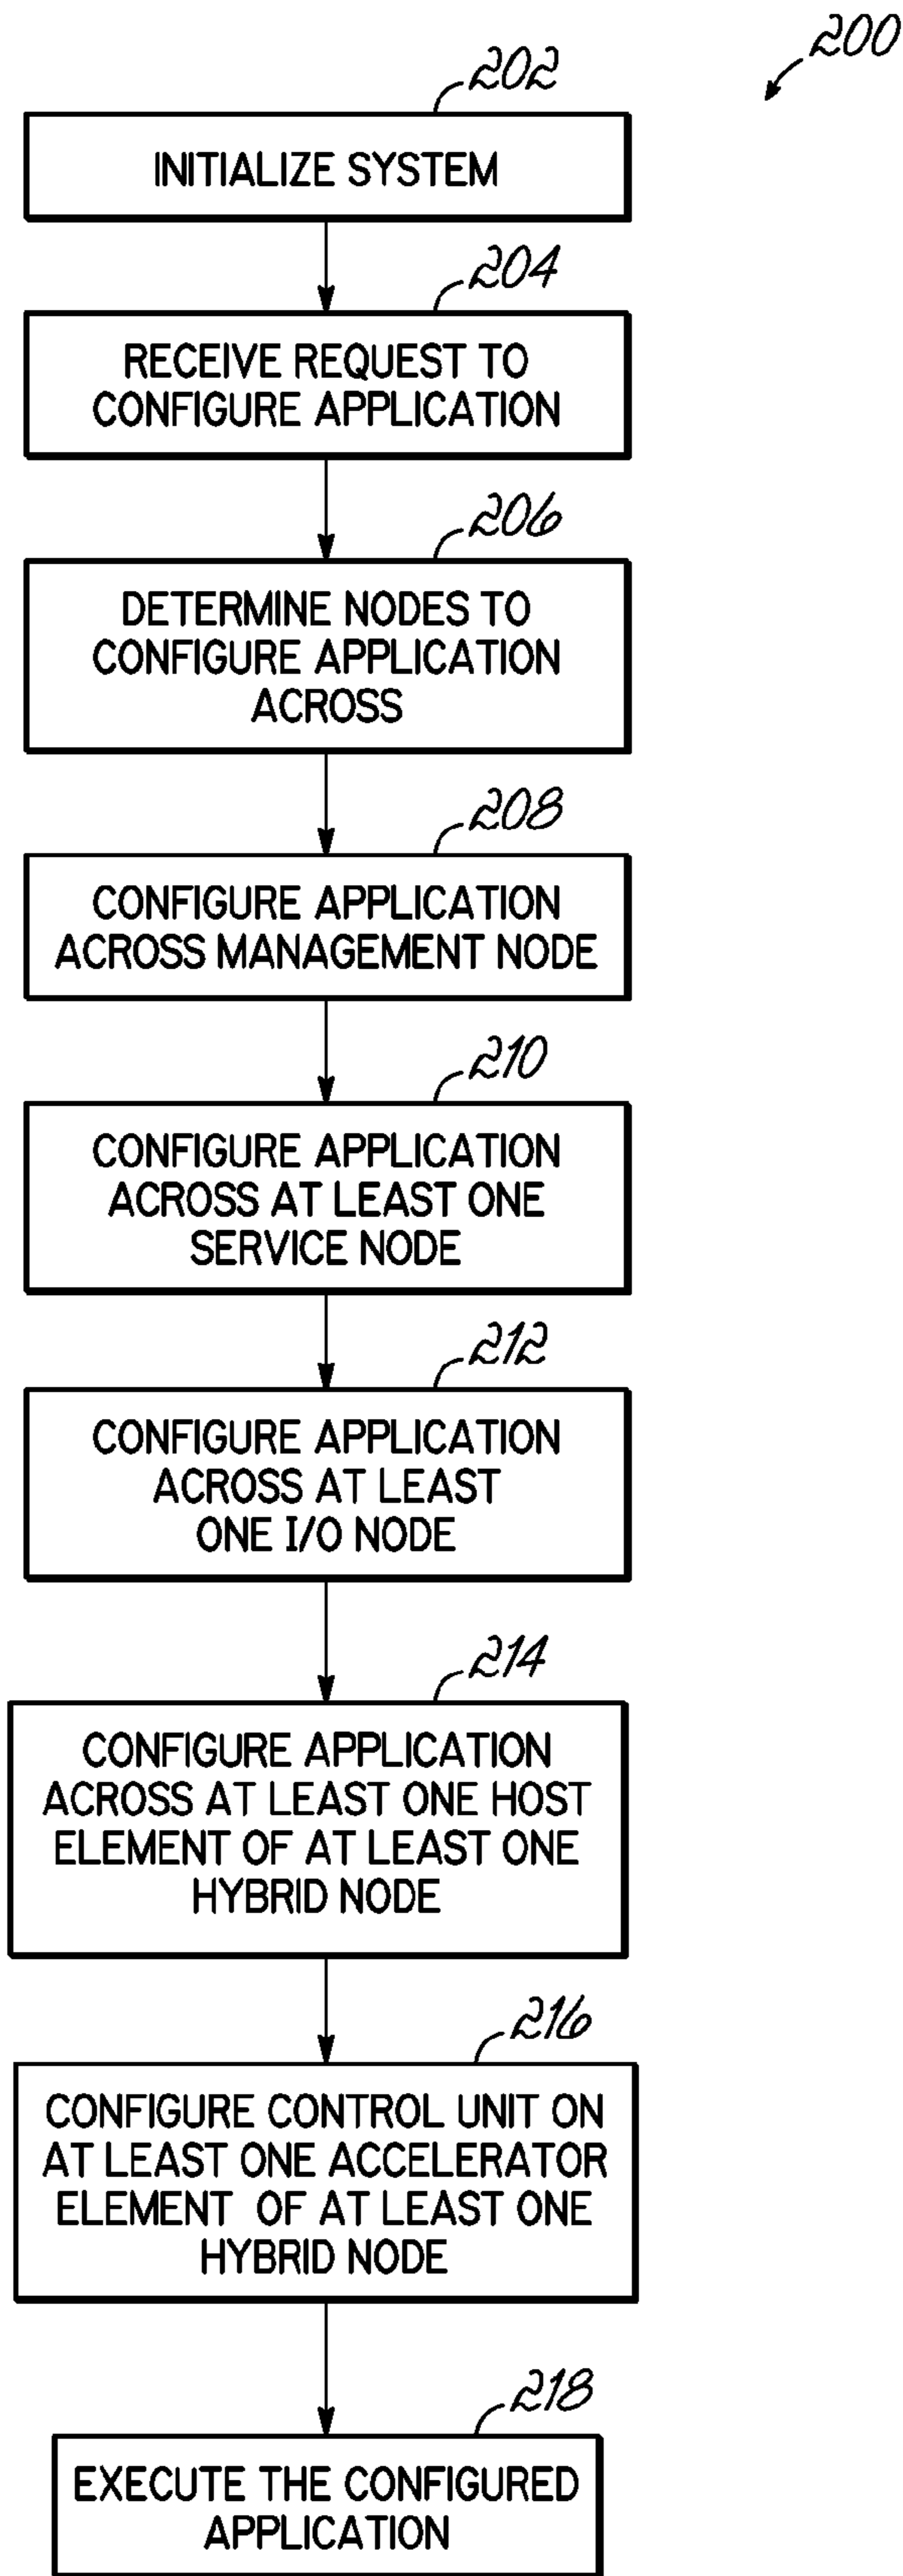 200
202
INITIALIZE SYSTEM
204
RECEIVE REQUEST TO
CONFIGURE APPLICATION
206
DETERMINE NODES TO
CONFIGURE APPLICATION
ACROSS
208
CONFIGURE APPLICATION
ACROSS MANAGEMENT NODE
210
CONFIGURE APPLICATION
ACROSS AT LEAST ONE
SERVICE NODE
212
CONFIGURE APPLICATION
ACROSS AT LEAST
ONE I/O NODE
214
CONFIGURE APPLICATION
ACROSS AT LEAST ONE HOST
ELEMENT OF AT LEAST ONE
HYBRID NODE
216
CONFIGURE CONTROL UNIT ON
AT LEAST ONE ACCELERATOR
ELEMENT OF AT LEAST ONE
HYBRID NODE
218
EXECUTE THE CONFIGURED
APPLICATION